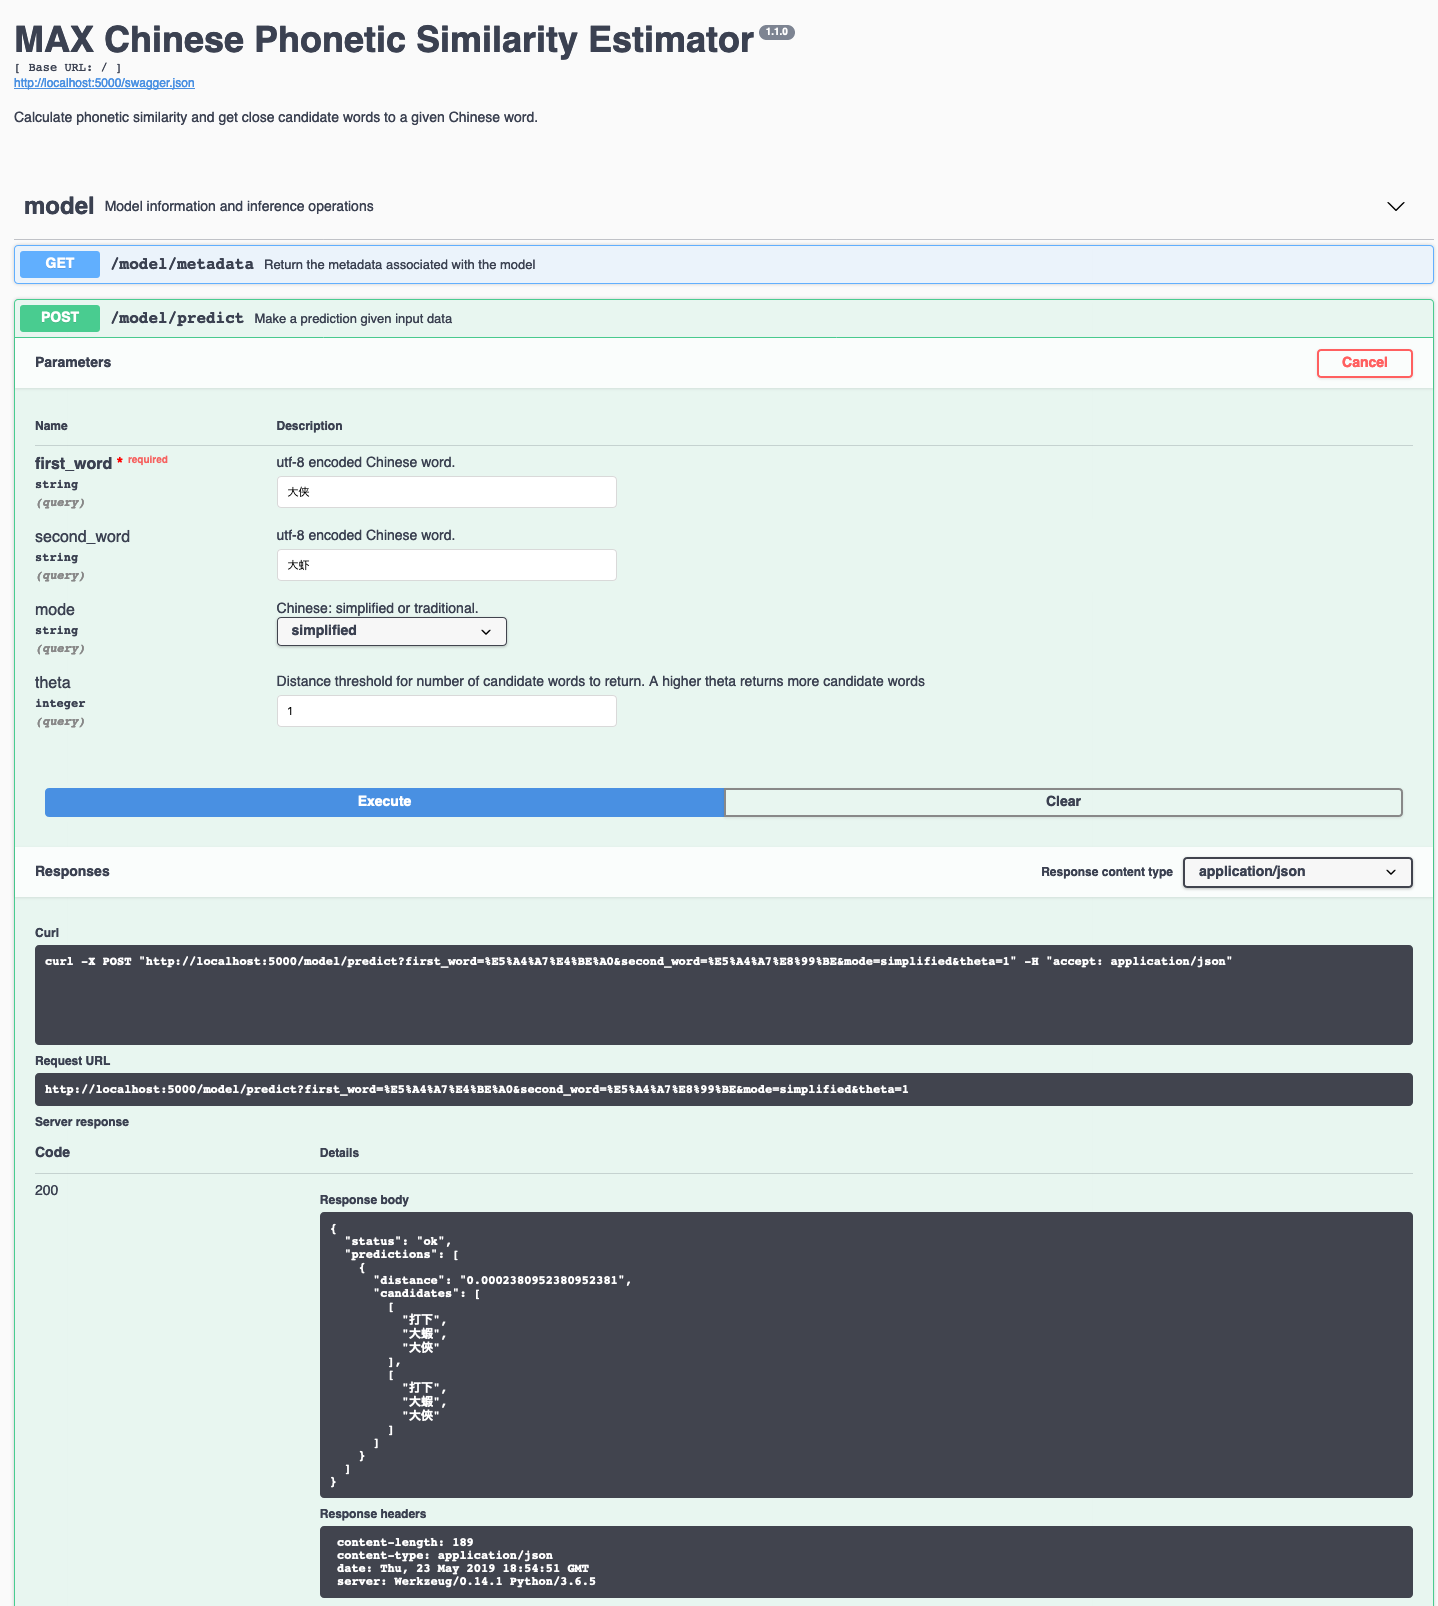 MAX Chinese Phonetic Similarity Estimator 1.1.0
[ Base URL: / ]
http://localhost:5000/swagger.json
Calculate phonetic similarity and get close candidate words to a given Chinese word.
model Model information and inference operations
GET /model/metadata Return the metadata associated with the model
POST /model/predict Make a prediction given input data
Parameters Cancel
Name Description
first_word * required utf-8 encoded Chinese word.
string
(query)
大侠
second_word utf-8 encoded Chinese word.
string
(query)
大虾
mode Chinese: simplified or traditional.
string simplified
(query)
theta Distance threshold for number of candidate words to return. A higher theta returns more candidate words
integer
(query)
1
Execute Clear
Responses Response content type application/json
Curl
curl -X POST "http://localhost:5000/model/predict?first_word=%E5%A4%A7%E4%BE%A0&second_word=%E5%A4%A7%E8%99%BE&mode=simplified&theta=1" -H "accept: application/json"
Request URL
http://localhost:5000/model/predict?first_word=%E5%A4%A7%E4%BE%A0&second_word=%E5%A4%A7%E8%99%BE&mode=simplified&theta=1
Server response
Code Details
200
Response body
{
"status": "ok",
"predictions": [
{
"distance": "0.0002380952380952381",
"candidates": [
[
"打下",
"大蝦",
"大俠"
],
[
"打下",
"大蝦",
"大俠"
]
]
}
]
}
Response headers
content-length: 189
content-type: application/json
date: Thu, 23 May 2019 18:54:51 GMT
server: Werkzeug/0.14.1 Python/3.6.5